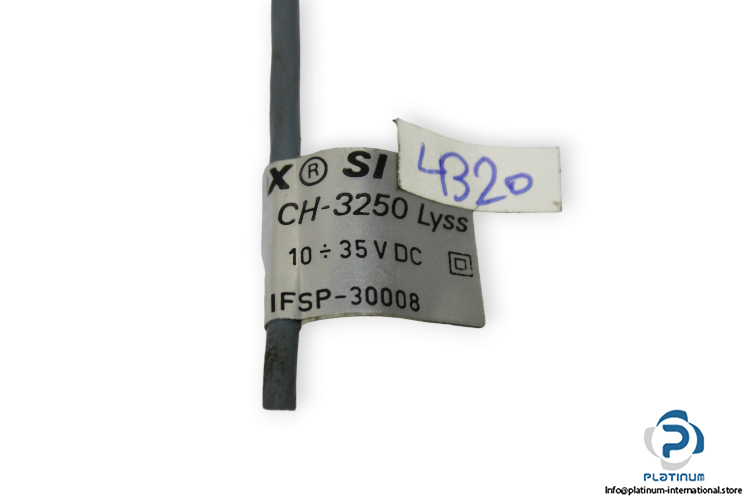 X® SI
4320
CH-3250 Lyss
10 ÷ 35 V DC
IFSP-30008
PLATINUM
Info@platinum-international.store